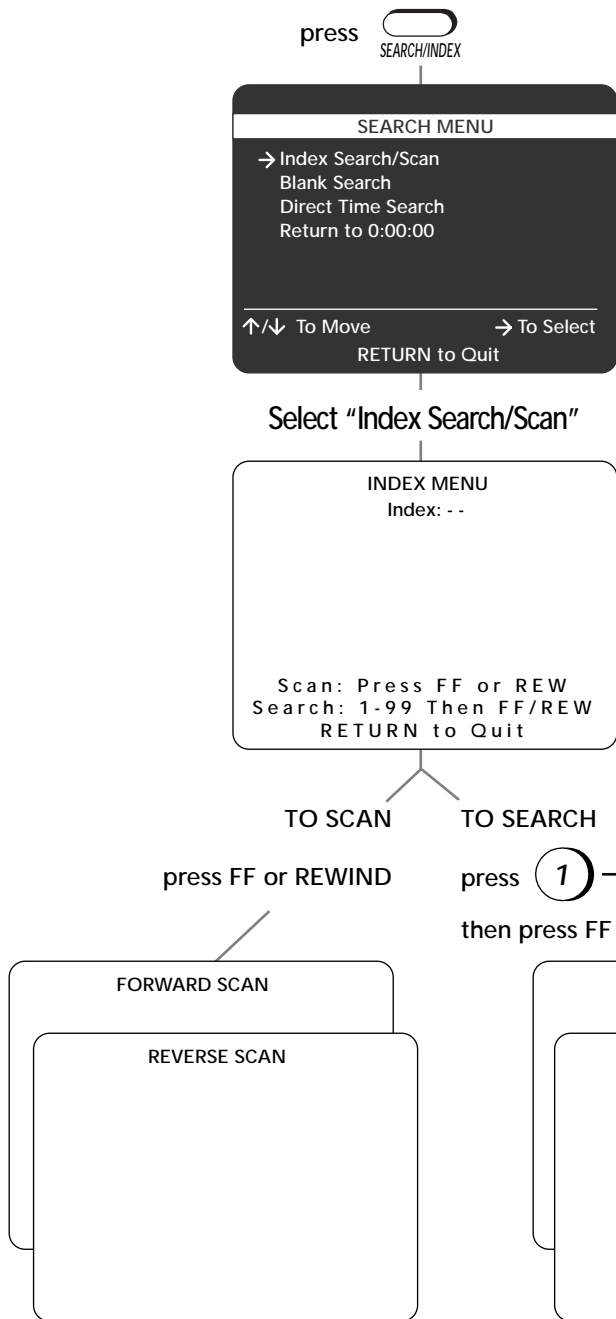 press
SEARCH/INDEX
SEARCH MENU
→ Index Search/Scan
Blank Search
Direct Time Search
Return to 0:00:00
↑/↓ To Move → To Select
RETURN to Quit
Select “Index Search/Scan”
INDEX MENU
Index: - -
Scan: Press FF or REW
Search: 1-99 Then FF/REW
RETURN to Quit
TO SCAN TO SEARCH
press FF or REWIND press 1 –
then press FF
FORWARD SCAN
REVERSE SCAN